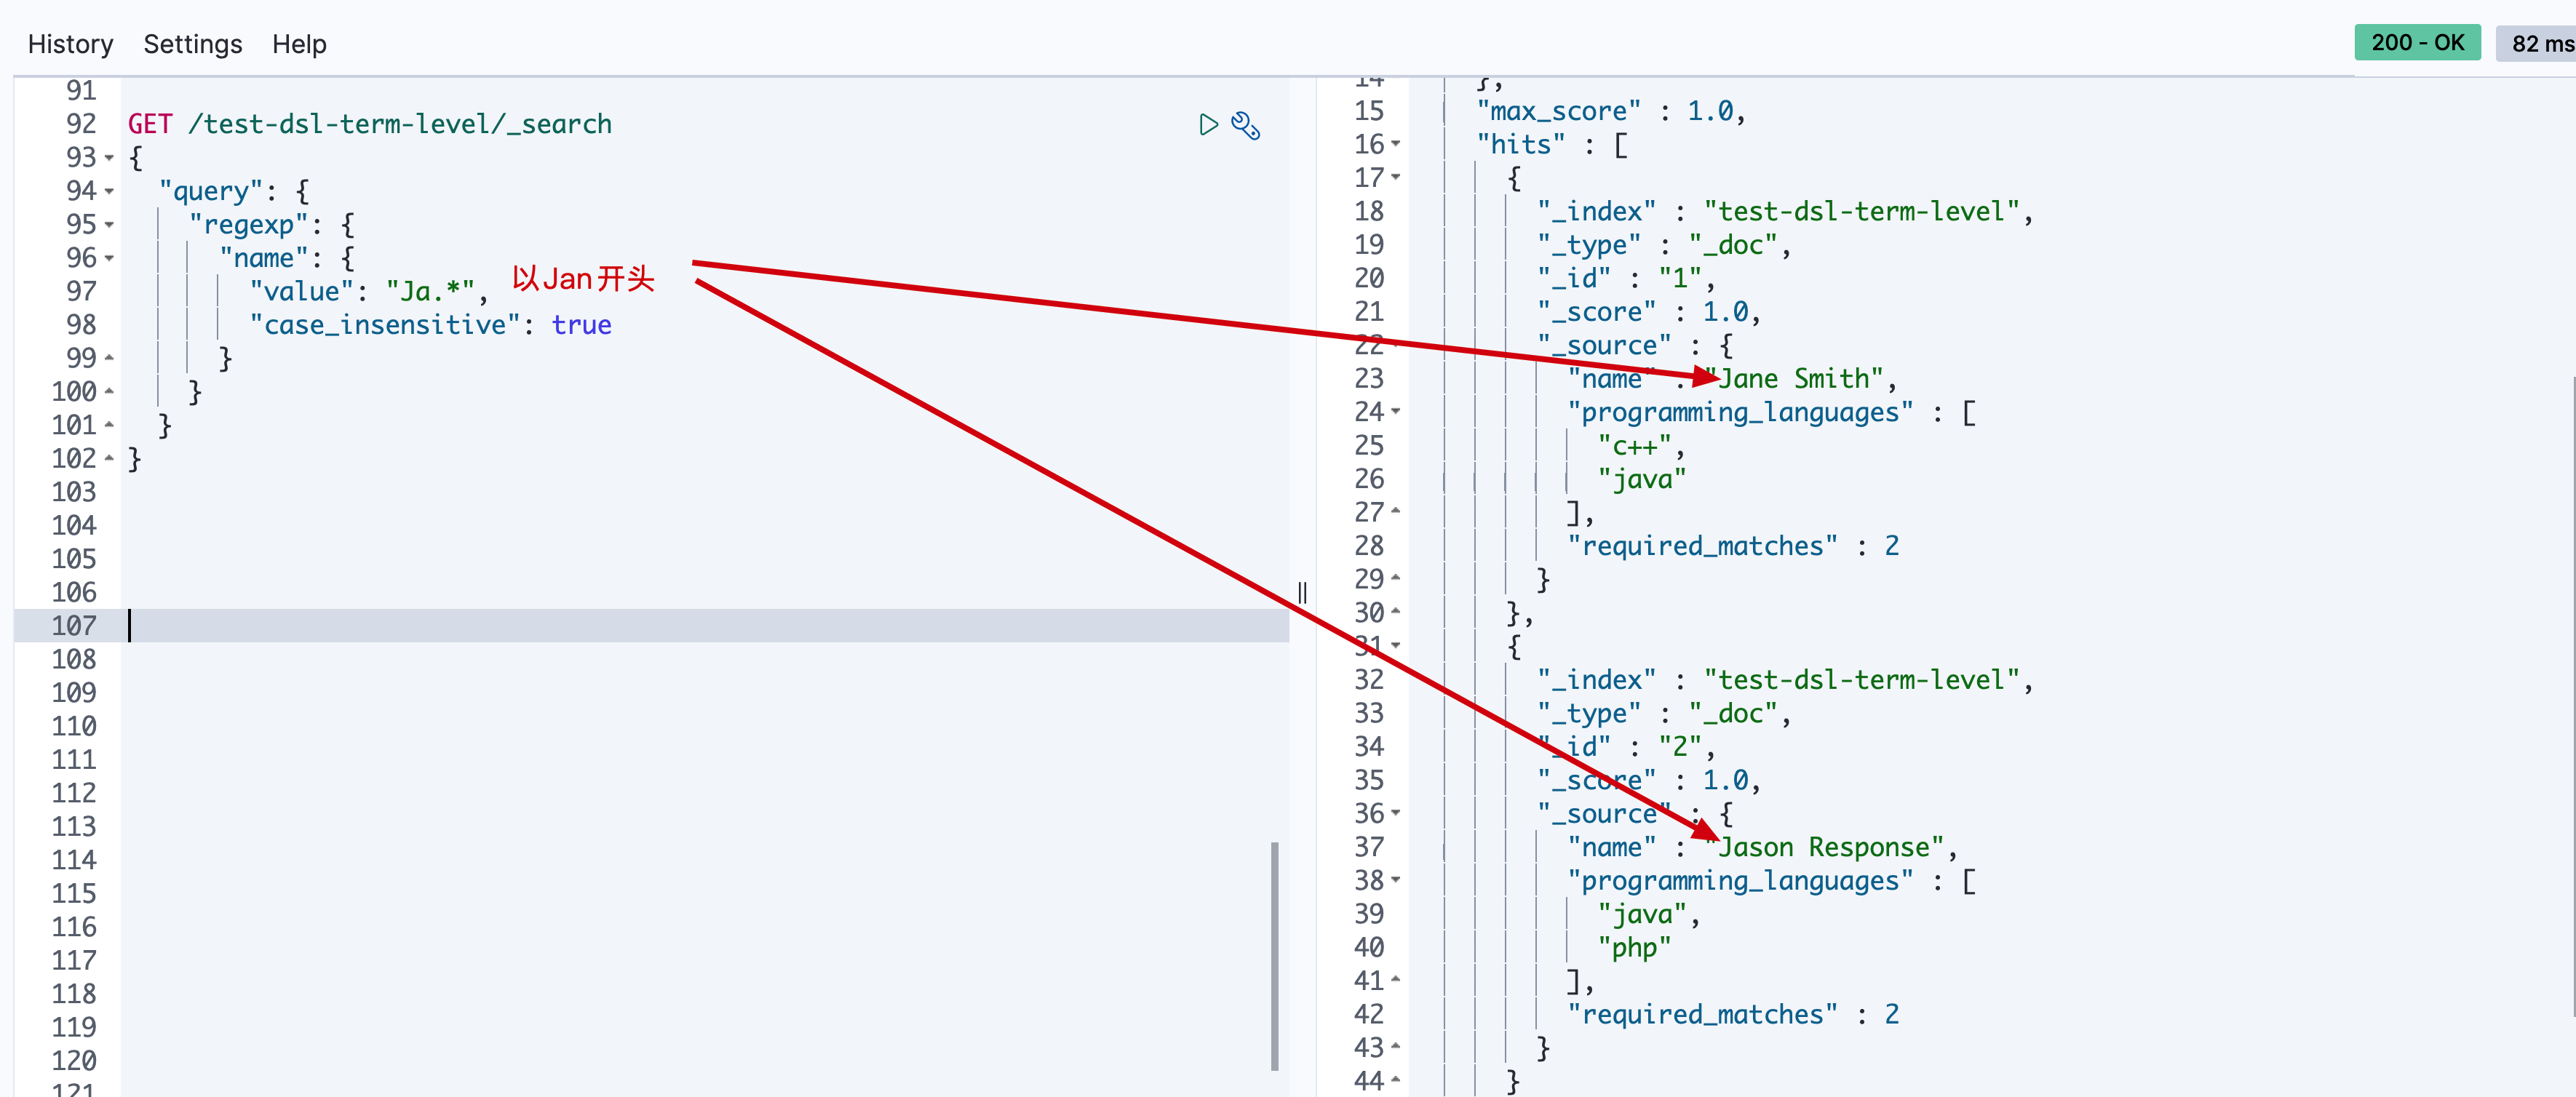 History Settings Help
200 - OK
82 ms
91
92 GET /test-dsl-term-level/_search
93 {
94 "query": {
95 "regexp": {
96 "name": {
97 "value": "Ja.*", 以Jan开头
98 "case_insensitive": true
99 }
100 }
101 }
102 }
103
104
105
106
107
108
109
110
111
112
113
114
115
116
117
118
119
120
121
14 },
15 "max_score" : 1.0,
16 "hits" : [
17 {
18 "_index" : "test-dsl-term-level",
19 "_type" : "_doc",
20 "_id" : "1",
21 "_score" : 1.0,
22 "_source" : {
23 "name" : "Jane Smith",
24 "programming_languages" : [
25 "c++",
26 "java"
27 ],
28 "required_matches" : 2
29 }
30 },
31 {
32 "_index" : "test-dsl-term-level",
33 "_type" : "_doc",
34 "_id" : "2",
35 "_score" : 1.0,
36 "_source" : {
37 "name" : "Jason Response",
38 "programming_languages" : [
39 "java",
40 "php"
41 ],
42 "required_matches" : 2
43 }
44 }